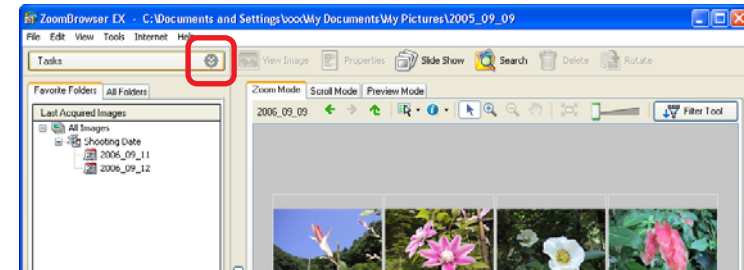 ZoomBrowser EX - C:\Documents and Settings\xxx\My Documents\My Pictures\2005_09_09
File Edit View Tools Internet Help
Tasks View Image Properties Slide Show Search Delete Rotate
Favorite Folders All Folders Zoom Mode Scroll Mode Preview Mode
2006_09_09 Filter Tool
Last Acquired Images
All Images
Shooting Date
2006_09_11
2006_09_12